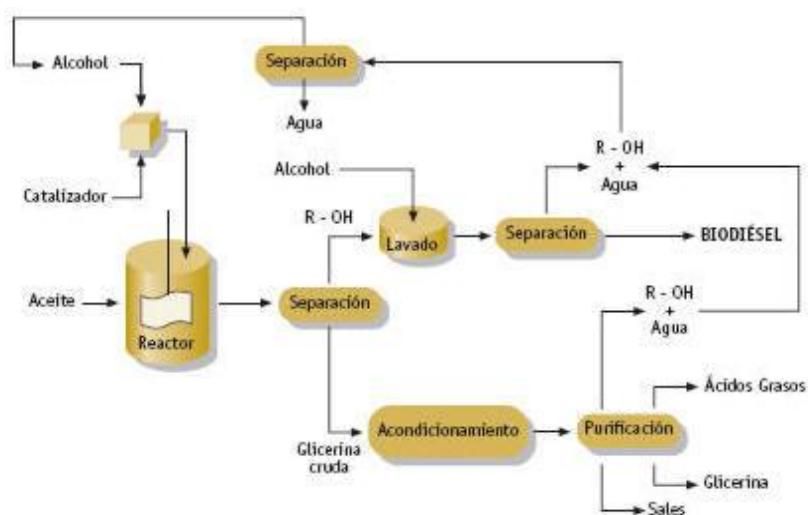 Alcohol
Separación
Agua
Catalizador
Alcohol
R - OH
+
Agua
R - OH
Lavado
Separación
BIODIÉSEL
Aceite
Reactor
Separación
R - OH
+
Agua
Ácidos Grasos
Glicerina
cruda
Acondicionamiento
Purificación
Glicerina
Sales